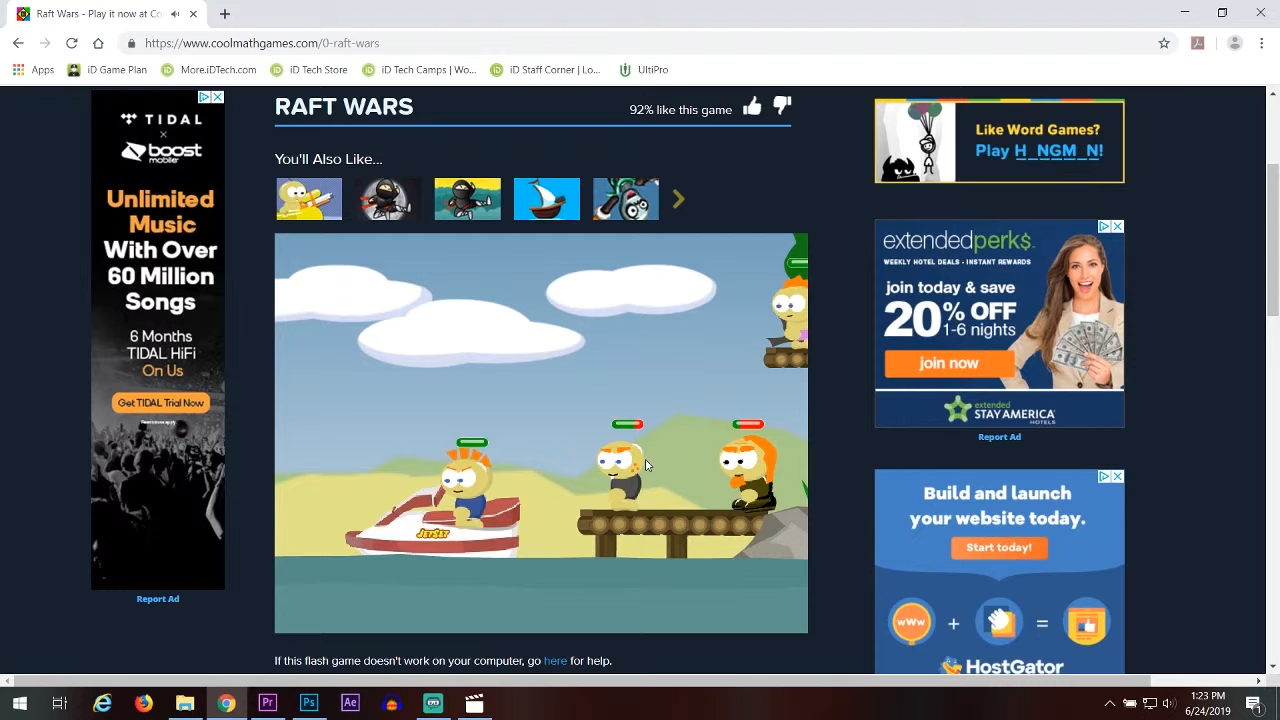 Raft Wars - Play it now at Co
https://www.coolmathgames.com/0-raft-wars
Apps
iD Game Plan
More.iDTech.com
iD Tech Store
iD Tech Camps | Wo...
iD Staff Corner | Lo...
UltiPro
TIDAL
×
boost
mobile
Unlimited
Music
With Over
60 Million
Songs
6 Months
TIDAL HiFi
On Us
Get TIDAL Trial Now
Report Ad
RAFT WARS
92% like this game
You'll Also Like...
JETSET
If this flash game doesn't work on your computer, go here for help.
Like Word Games?
Play H_NGM_N!
extendedperk$
WEEKLY HOTEL DEALS - INSTANT REWARDS
join today & save
20% OFF
1-6 nights
join now
extended
STAYAMERICA
HOTELS
Report Ad
Build and launch
your website today.
Start today!
WWW
+
=
HostGator
Pr
Ps
Ae
1:23 PM
6/24/2019